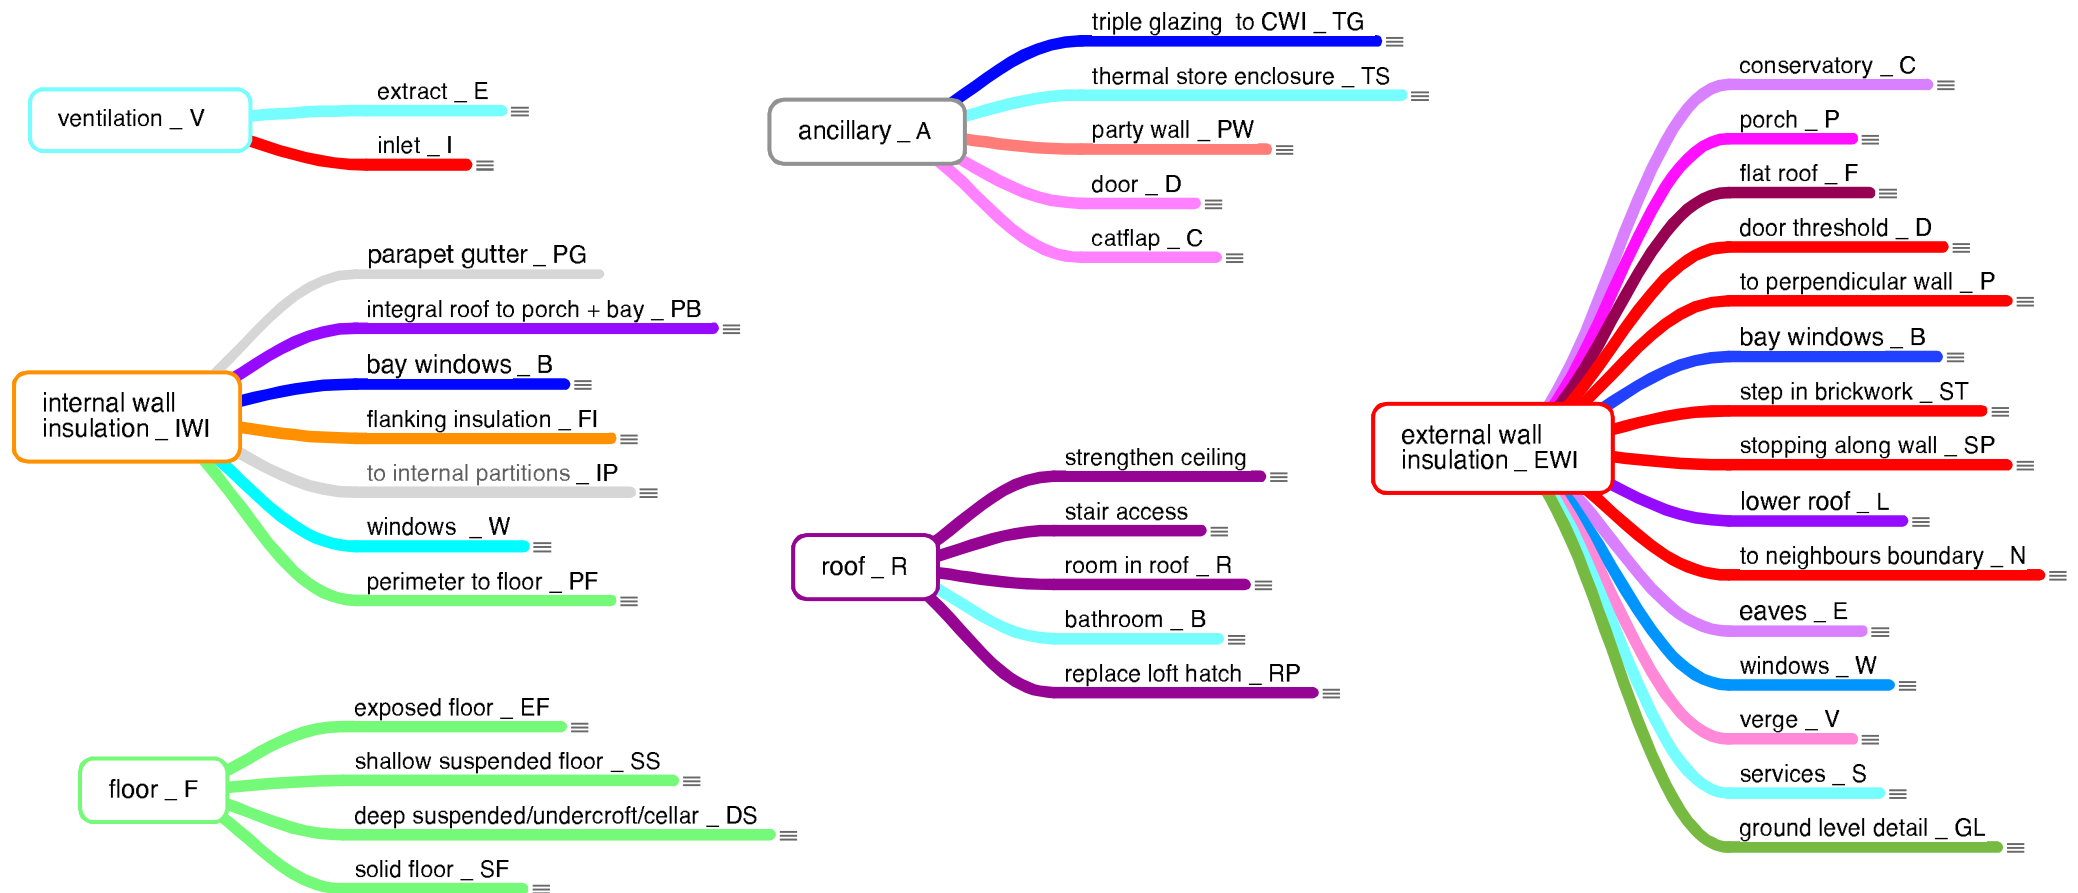 ventilation _ V
extract _ E
inlet _ I
internal wall
insulation _ IWI
parapet gutter _ PG
integral roof to porch + bay _ PB
bay windows _ B
flanking insulation _ FI
to internal partitions _ IP
windows _ W
perimeter to floor _ PF
floor _ F
exposed floor _ EF
shallow suspended floor _ SS
deep suspended/undercroft/cellar _ DS
solid floor _ SF
ancillary _ A
triple glazing to CWI _ TG
thermal store enclosure _ TS
party wall _ PW
door _ D
catflap _ C
roof _ R
strengthen ceiling
stair access
room in roof _ R
bathroom _ B
replace loft hatch _ RP
external wall
insulation _ EWI
conservatory _ C
porch _ P
flat roof _ F
door threshold _ D
to perpendicular wall _ P
bay windows _ B
step in brickwork _ ST
stopping along wall _ SP
lower roof _ L
to neighbours boundary _ N
eaves _ E
windows _ W
verge _ V
services _ S
ground level detail _ GL